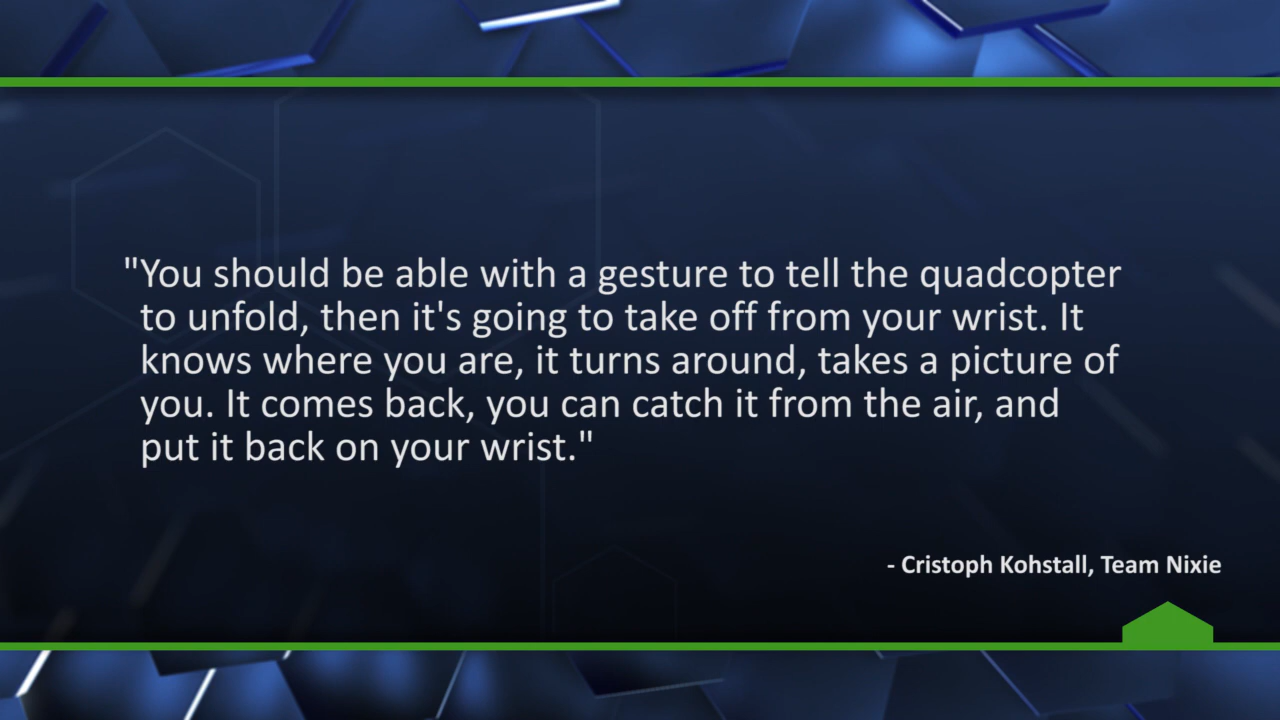 "You should be able with a gesture to tell the quadcopter
to unfold, then it's going to take off from your wrist. It
knows where you are, it turns around, takes a picture of
you. It comes back, you can catch it from the air, and
put it back on your wrist."
- Cristoph Kohstall, Team Nixie